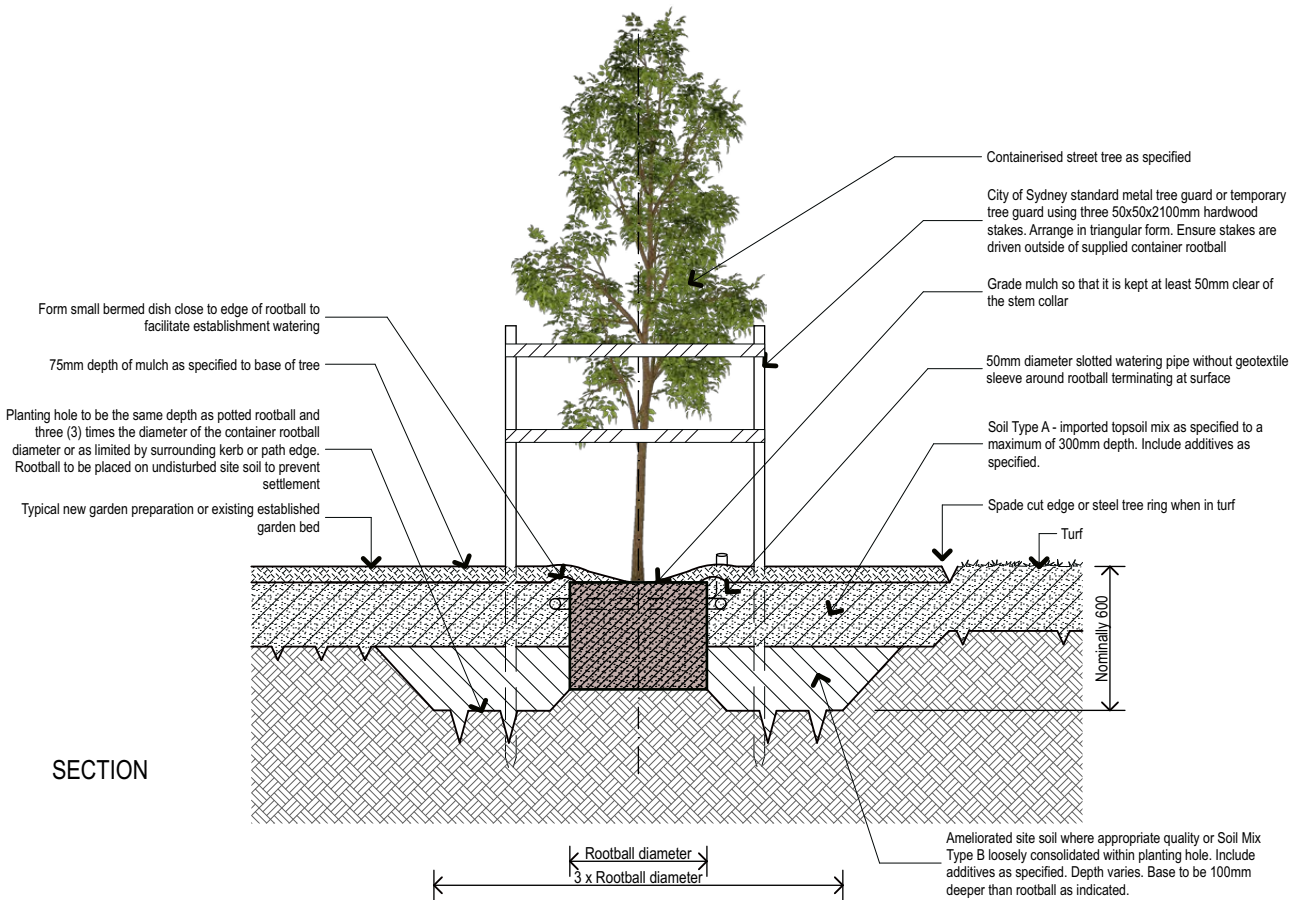 Containerised street tree as specified
City of Sydney standard metal tree guard or temporary
tree guard using three 50x50x2100mm hardwood
stakes. Arrange in triangular form. Ensure stakes are
driven outside of supplied container rootball
Grade mulch so that it is kept at least 50mm clear of
the stem collar
50mm diameter slotted watering pipe without geotextile
sleeve around rootball terminating at surface
Soil Type A - imported topsoil mix as specified to a
maximum of 300mm depth. Include additives as
specified.
Spade cut edge or steel tree ring when in turf
Turf
Form small bermed dish close to edge of rootball to
facilitate establishment watering
75mm depth of mulch as specified to base of tree
Planting hole to be the same depth as potted rootball and
three (3) times the diameter of the container rootball
diameter or as limited by surrounding kerb or path edge.
Rootball to be placed on undisturbed site soil to prevent
settlement
Typical new garden preparation or existing established
garden bed
Nominally 600
SECTION
Rootball diameter
3 x Rootball diameter
Ameliorated site soil where appropriate quality or Soil Mix
Type B loosely consolidated within planting hole. Include
additives as specified. Depth varies. Base to be 100mm
deeper than rootball as indicated.